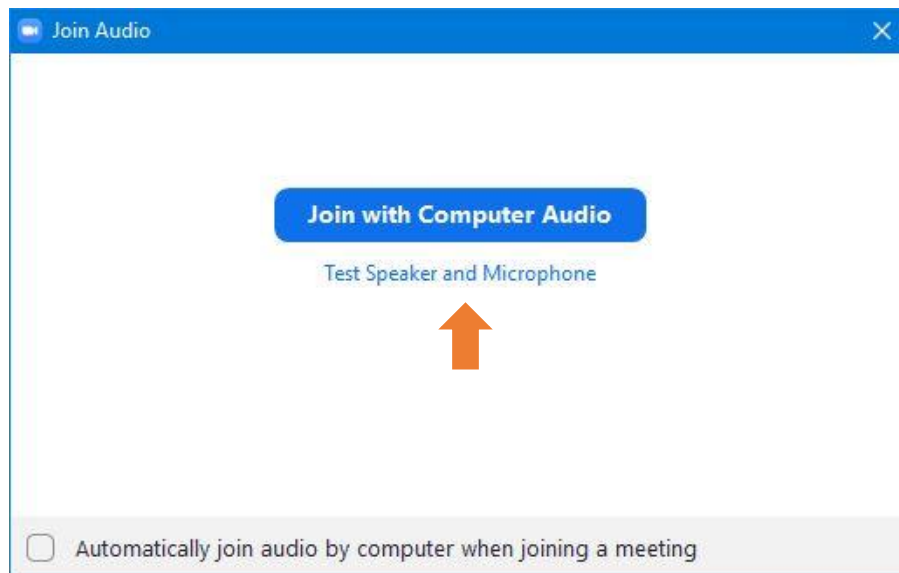 Join Audio
Join with Computer Audio
Test Speaker and Microphone
Automatically join audio by computer when joining a meeting